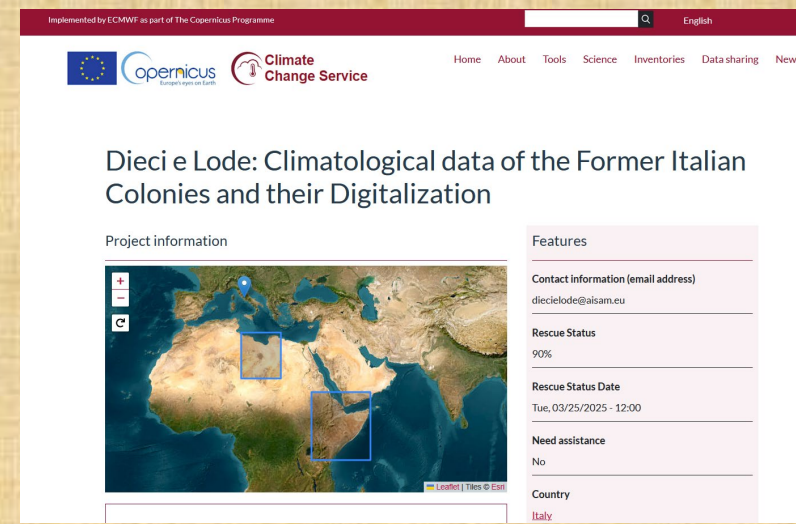 Implemented by ECMWF as part of The Copernicus Programme
English
opernicus
Europe's eyes on Earth
Climate
Change Service
Home About Tools Science Inventories Data sharing New
Dieci e Lode: Climatological data of the Former Italian
Colonies and their Digitalization
Project information
+
−
Leaflet | Tiles © Esri
Features
Contact information (email address)
diecielode@aisam.eu
Rescue Status
90%
Rescue Status Date
Tue, 03/25/2025 - 12:00
Need assistance
No
Country
Italy